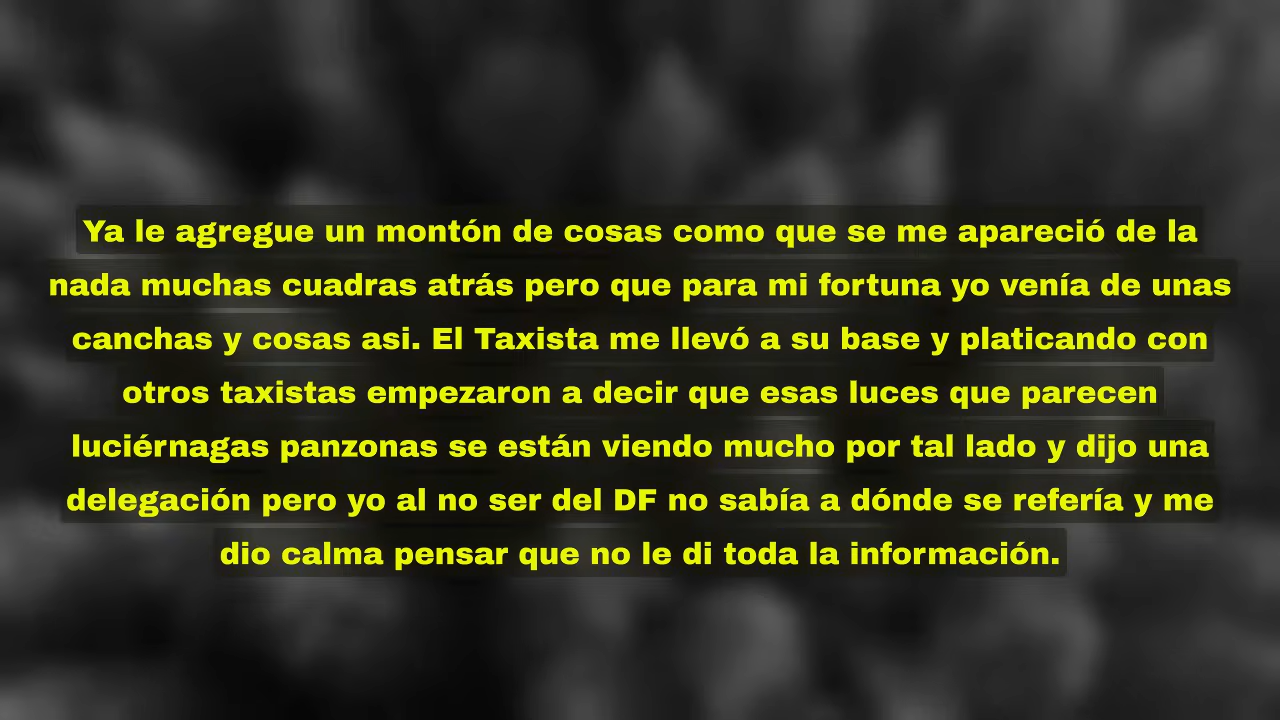 Ya le agregue un montón de cosas como que se me apareció de la
nada muchas cuadras atrás pero que para mi fortuna yo venía de unas
canchas y cosas asi. El Taxista me llevó a su base y platicando con
otros taxistas empezaron a decir que esas luces que parecen
luciérnagas panzonas se están viendo mucho por tal lado y dijo una
delegación pero yo al no ser del DF no sabía a dónde se refería y me
dio calma pensar que no le di toda la información.